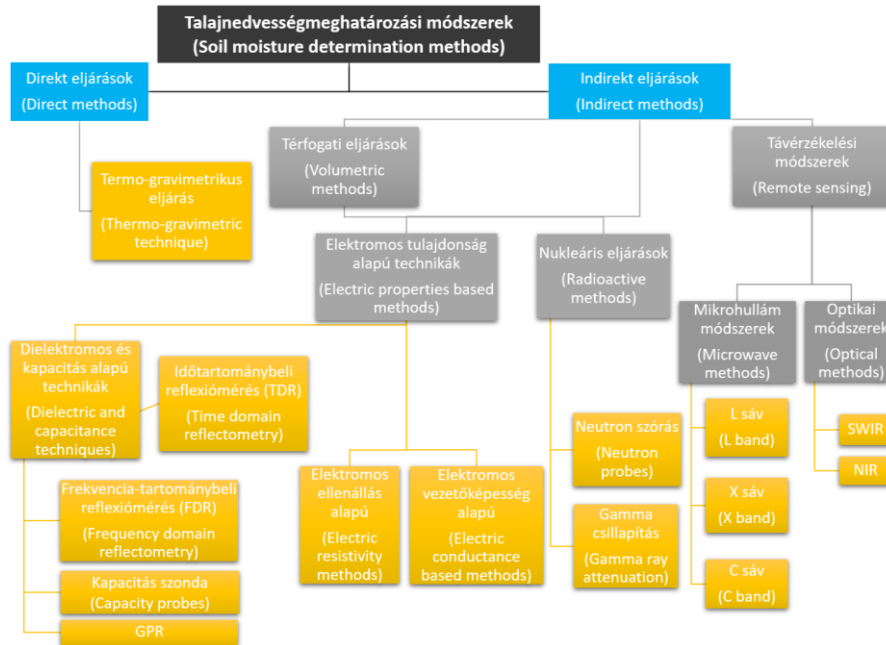 Talajnedvességmeghatározási módszerek
(Soil moisture determination methods)
Direkt eljárások
(Direct methods)
Indirekt eljárások
(Indirect methods)
Termo-gravimetrikus
eljárás
(Thermo-gravimetric
technique)
Térfogati eljárások
(Volumetric
methods)
Távérzékelési
módszerek
(Remote sensing)
Elektromos tulajdonság
alapú technikák
(Electric properties based
methods)
Nukleáris eljárások
(Radioactive
methods)
Mikrohullám
módszerek
(Microwave
methods)
Optikai
módszerek
(Optical
methods)
Dielektromos és
kapacitás alapú
technikák
(Dielectric and
capacitance
techniques)
Időtartománybeli
reflexiómérés (TDR)
(Time domain
reflectometry)
Frekvencia-tartománybeli
reflexiómérés (FDR)
(Frequency domain
reflectometry)
Kapacitás szonda
(Capacity probes)
GPR
Elektromos
ellenállás
alapú
(Electric
resistivity
methods)
Elektromos
vezetőképesség
alapú
(Electric
conductance
based methods)
Neutron szórás
(Neutron
probes)
Gamma
csillapítás
(Gamma ray
attenuation)
L sáv
(L band)
X sáv
(X band)
C sáv
(C band)
SWIR
NIR